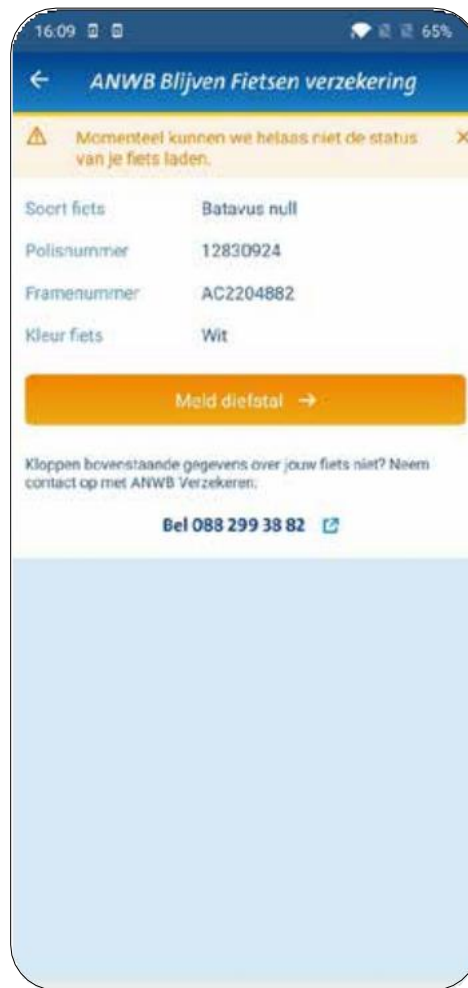 16:09 65%
ANWB Blijven Fietsen verzekering
Momenteel kunnen we helaas niet de status
van je fiets laden.
Soort fiets Batavus null
Polisnummer 12830924
Framenummer AC2204882
Kleur fiets Wit
Meld diefstal →
Kloppen bovenstaande gegevens over jouw fiets niet? Neem
contact op met ANWB Verzekeren.
Bel 088 299 38 82